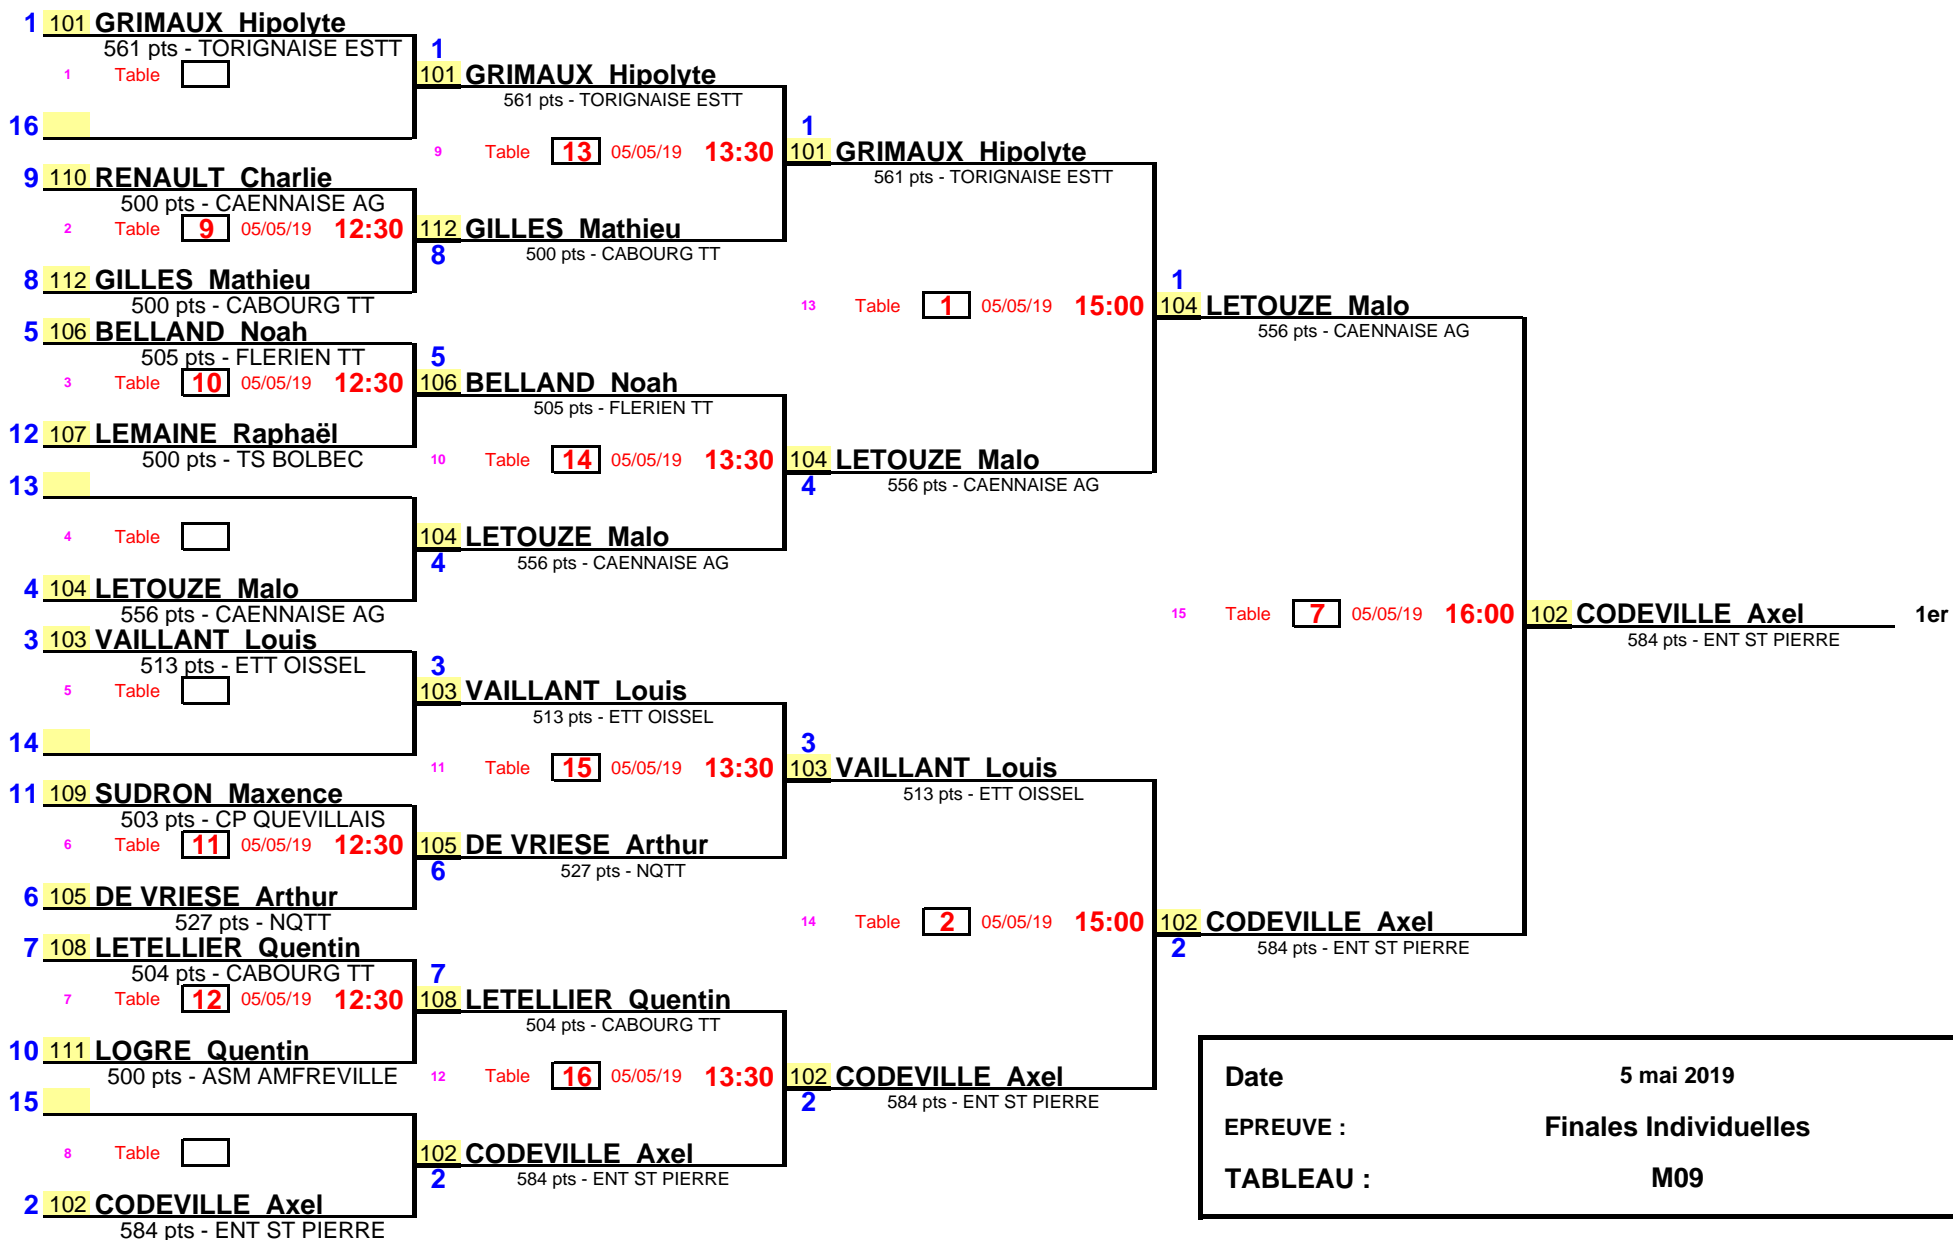 1 101 GRIMAUX Hipolyte
561 pts - TORIGNAISE ESTT
1 Table
16
9 110 RENAULT Charlie
500 pts - CAENNAISE AG
2 Table 9 05/05/19 12:30
8 112 GILLES Mathieu
500 pts - CABOURG TT
5 106 BELLAND Noah
505 pts - FLERIEN TT
3 Table 10 05/05/19 12:30
12 107 LEMAINE Raphaël
500 pts - TS BOLBEC
13
4 Table
4 104 LETOUZE Malo
556 pts - CAENNAISE AG
3 103 VAILLANT Louis
513 pts - ETT OISSEL
5 Table
14
11 109 SUDRON Maxence
503 pts - CP QUEVILLAIS
6 Table 11 05/05/19 12:30
6 105 DE VRIESE Arthur
527 pts - NQTT
7 108 LETELLIER Quentin
504 pts - CABOURG TT
7 Table 12 05/05/19 12:30
10 111 LOGRE Quentin
500 pts - ASM AMFREVILLE
15
8 Table
2 102 CODEVILLE Axel
584 pts - ENT ST PIERRE
1
101 GRIMAUX Hipolyte
561 pts - TORIGNAISE ESTT
9 Table 13 05/05/19 13:30
112 GILLES Mathieu
8
500 pts - CABOURG TT
5
106 BELLAND Noah
505 pts - FLERIEN TT
10 Table 14 05/05/19 13:30
104 LETOUZE Malo
4
556 pts - CAENNAISE AG
3
103 VAILLANT Louis
513 pts - ETT OISSEL
11 Table 15 05/05/19 13:30
105 DE VRIESE Arthur
6
527 pts - NQTT
7
108 LETELLIER Quentin
504 pts - CABOURG TT
12 Table 16 05/05/19 13:30
102 CODEVILLE Axel
2
584 pts - ENT ST PIERRE
1
101 GRIMAUX Hipolyte
561 pts - TORIGNAISE ESTT
13 Table 1 05/05/19 15:00
104 LETOUZE Malo
4
556 pts - CAENNAISE AG
3
103 VAILLANT Louis
513 pts - ETT OISSEL
14 Table 2 05/05/19 15:00
102 CODEVILLE Axel
2
584 pts - ENT ST PIERRE
1
104 LETOUZE Malo
556 pts - CAENNAISE AG
15 Table 7 05/05/19 16:00
102 CODEVILLE Axel
2
584 pts - ENT ST PIERRE
102 CODEVILLE Axel 1er
584 pts - ENT ST PIERRE
Date 5 mai 2019
EPREUVE : Finales Individuelles
TABLEAU : M09